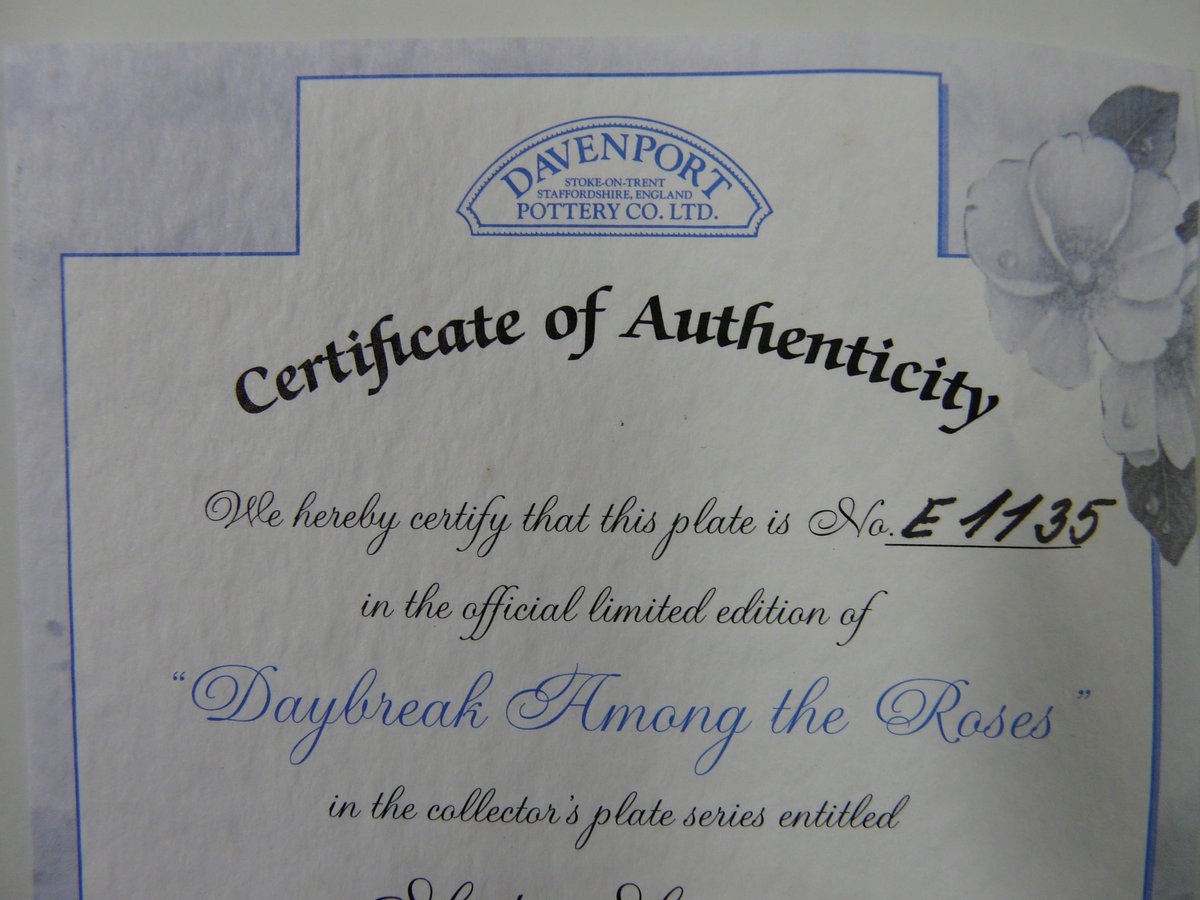 DAVENPORT
STOKE-ON-TRENT
STAFFORDSHIRE, ENGLAND
POTTERY CO. LTD.
Certificate of Authenticity
We hereby certify that this plate is No. E 1135
in the official limited edition of
“Daybreak Among the Roses”
in the collector's plate series entitled